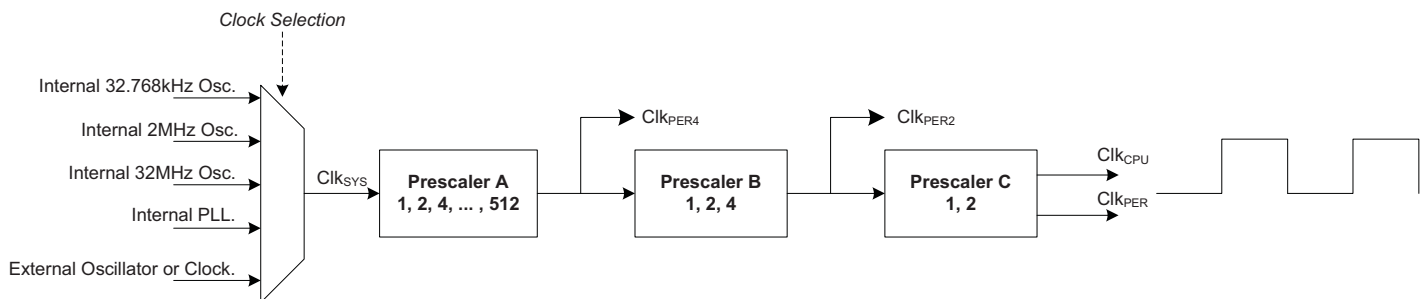 Clock Selection
Internal 32.768kHz Osc.
Internal 2MHz Osc.
Internal 32MHz Osc.
Internal PLL.
External Oscillator or Clock.
ClkSYS
Prescaler A
1, 2, 4, ... , 512
ClkPER4
Prescaler B
1, 2, 4
ClkPER2
Prescaler C
1, 2
ClkCPU
ClkPER